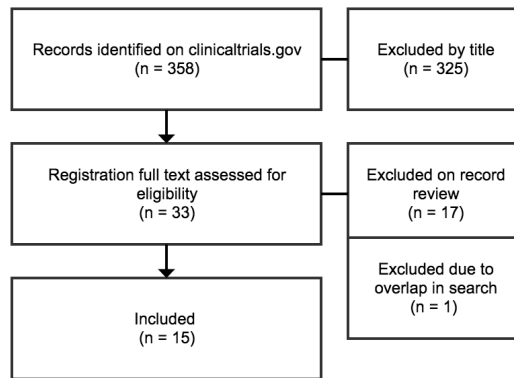 Records identified on clinicaltrials.gov
(n = 358)
Excluded by title
(n = 325)
Registration full text assessed for
eligibility
(n = 33)
Excluded on record
review
(n = 17)
Excluded due to
overlap in search
(n = 1)
Included
(n = 15)